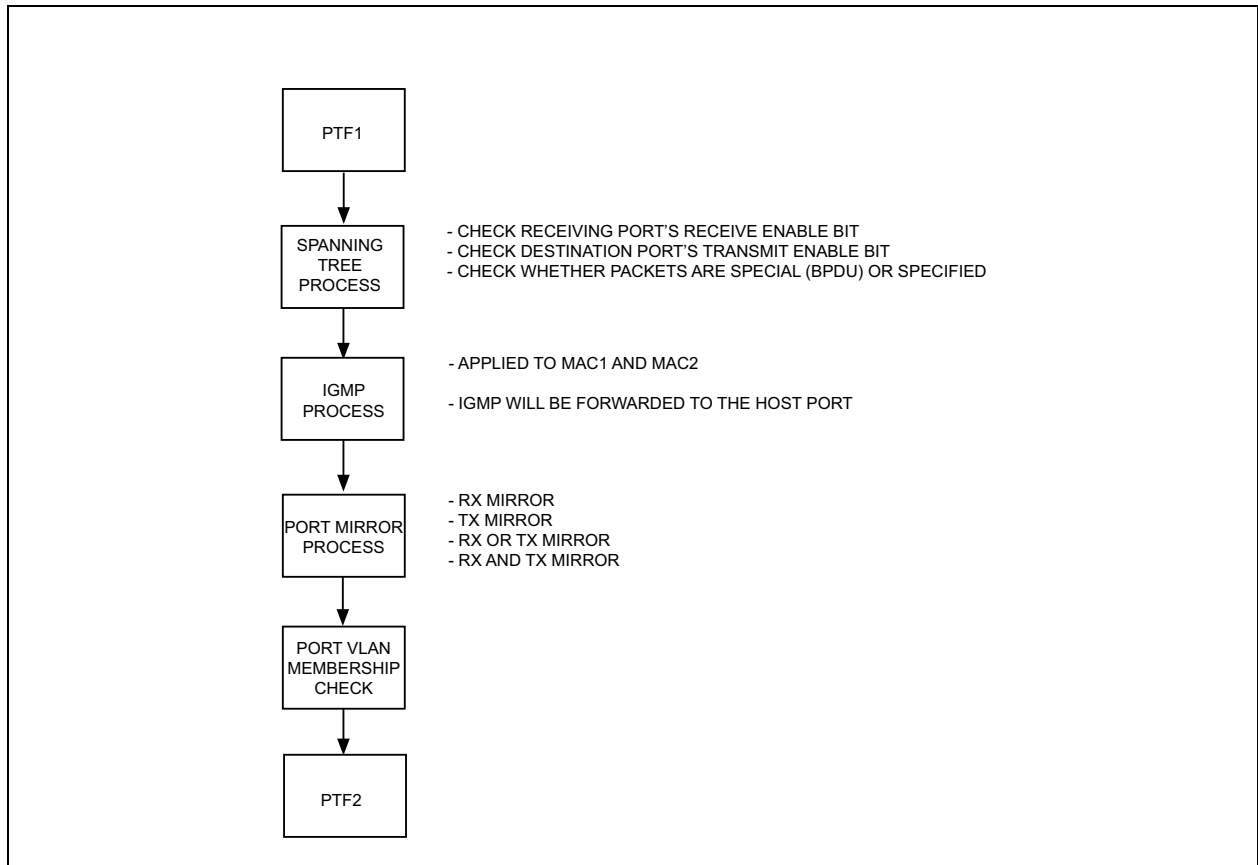 PTF1
SPANNING
TREE
PROCESS
- CHECK RECEIVING PORT’S RECEIVE ENABLE BIT
- CHECK DESTINATION PORT’S TRANSMIT ENABLE BIT
- CHECK WHETHER PACKETS ARE SPECIAL (BPDU) OR SPECIFIED
IGMP
PROCESS
- APPLIED TO MAC1 AND MAC2
- IGMP WILL BE FORWARDED TO THE HOST PORT
PORT MIRROR
PROCESS
- RX MIRROR
- TX MIRROR
- RX OR TX MIRROR
- RX AND TX MIRROR
PORT VLAN
MEMBERSHIP
CHECK
PTF2